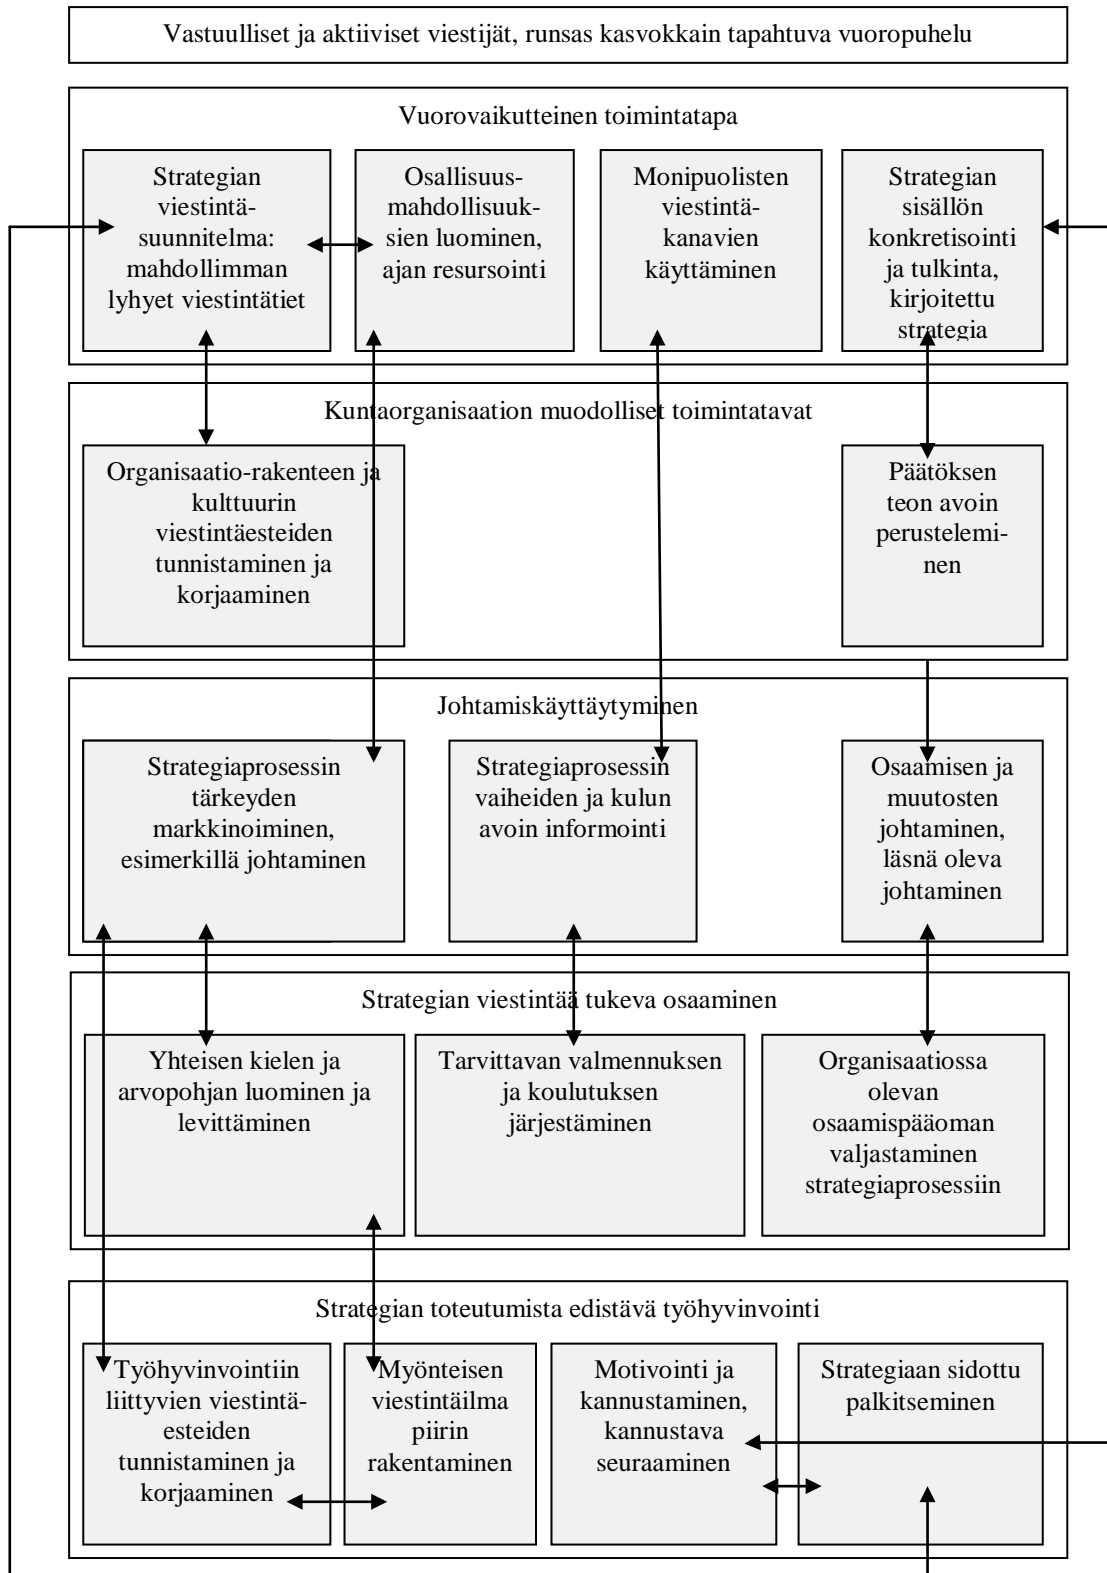 Vastuulliset ja aktiiviset viestijät, runsas kasvokkain tapahtuva vuoropuhelu
Vuorovaikutteinen toimintatapa
Strategian
viestintä-
suunnitelma:
mahdollimman
lyhyet viestintätiet
Osallisuus-
mahdollisuuk-
sien luominen,
ajan resursointi
Monipuolisten
viestintä-
kanavien
käyttäminen
Strategian
sisällön
konkretisointi
ja tulkinta,
kirjoitettu
strategia
Kuntaorganisaation muodolliset toimintatavat
Organisaatio-rakenteen ja
kulttuurin
viestintäesteiden
tunnistaminen ja
korjaaminen
Päätöksen
teon avoin
perustelemi-
nen
Johtamiskäyttäytyminen
Strategiaprosessin
tärkeyden
markkinoiminen,
esimerkillä johtaminen
Strategiaprosessin
vaiheiden ja kulun
avoin informointi
Osaamisen ja
muutosten
johtaminen,
läsnä oleva
johtaminen
Strategian viestintää tukeva osaaminen
Yhteisen kielen ja
arvopohjan luominen ja
levittäminen
Tarvittavan valmennuksen
ja koulutuksen
järjestäminen
Organisaatiossa
olevan
osaamispääoman
valjastaminen
strategiaprosessiin
Strategian toteutumista edistävä työhyvinvointi
Työhyvinvointiin
liittyvien viestintä-
esteiden
tunnistaminen ja
korjaaminen
Myönteisen
viestintäilma
piirin
rakentaminen
Motivointi ja
kannustaminen,
kannustava
seuraaminen
Strategiaan sidottu
palkitseminen